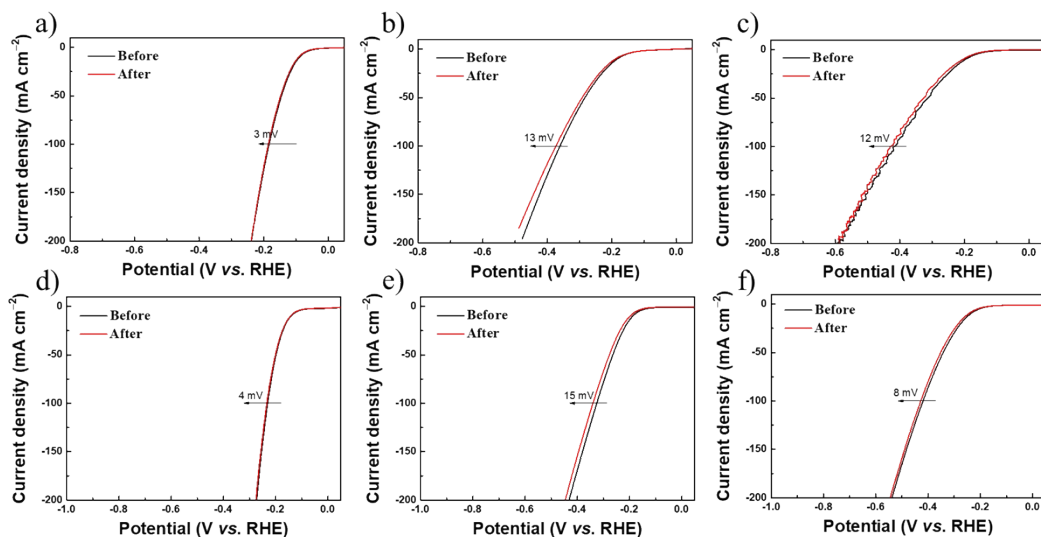 a)
Before
After
3 mV
0
-50
-100
-150
-200
-0.8
-0.6
-0.4
-0.2
0.0
Current density (mA cm⁻²)
Potential (V vs. RHE)
b)
Before
After
13 mV
0
-50
-100
-150
-200
-0.8
-0.6
-0.4
-0.2
0.0
Current density (mA cm⁻²)
Potential (V vs. RHE)
c)
Before
After
12 mV
0
-50
-100
-150
-200
-0.8
-0.6
-0.4
-0.2
0.0
Current density (mA cm⁻²)
Potential (V vs. RHE)
d)
Before
After
4 mV
0
-50
-100
-150
-200
-1.0
-0.8
-0.6
-0.4
-0.2
0.0
Current density (mA cm⁻²)
Potential (V vs. RHE)
e)
Before
After
15 mV
0
-50
-100
-150
-200
-1.0
-0.8
-0.6
-0.4
-0.2
0.0
Current density (mA cm⁻²)
Potential (V vs. RHE)
f)
Before
After
8 mV
0
-50
-100
-150
-200
-1.0
-0.8
-0.6
-0.4
-0.2
0.0
Current density (mA cm⁻²)
Potential (V vs. RHE)